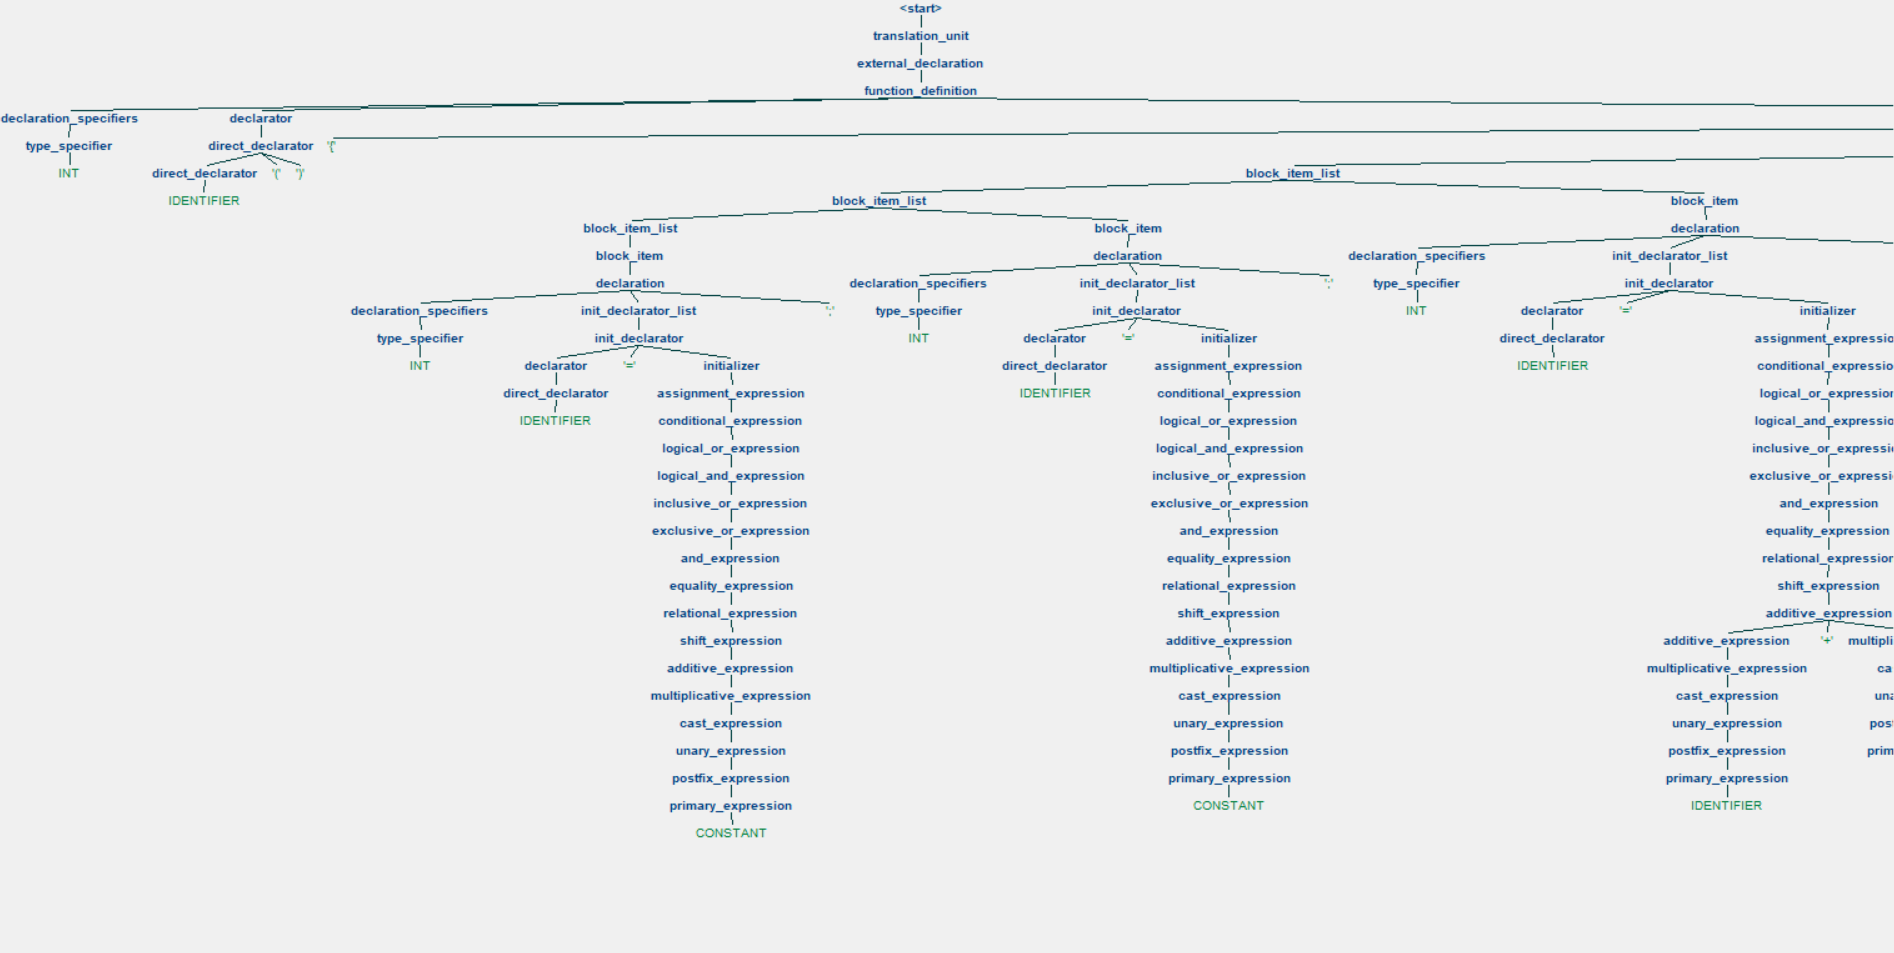 <start>
translation_unit
external_declaration
function_definition
declaration_specifiers declarator
type_specifier direct_declarator '{'
INT direct_declarator '(' ')' block_item_list
IDENTIFIER block_item_list block_item
block_item_list block_item declaration
block_item declaration declaration_specifiers init_declarator_list
declaration declaration_specifiers init_declarator_list ';' type_specifier init_declarator
declaration_specifiers init_declarator_list ';' type_specifier init_declarator INT declarator '=' initializer
type_specifier init_declarator INT declarator '=' initializer direct_declarator assignment_expressio
INT declarator '=' initializer direct_declarator assignment_expression IDENTIFIER conditional_expressio
direct_declarator assignment_expression IDENTIFIER conditional_expression logical_or_expression
IDENTIFIER conditional_expression logical_or_expression logical_and_expressio
logical_or_expression logical_and_expression inclusive_or_expressi
logical_and_expression inclusive_or_expression exclusive_or_expressi
inclusive_or_expression exclusive_or_expression and_expression
exclusive_or_expression and_expression equality_expression
and_expression equality_expression relational_expression
equality_expression relational_expression shift_expression
relational_expression shift_expression additive_expression
shift_expression additive_expression additive_expression '+' multipli
additive_expression multiplicative_expression multiplicative_expression ca
multiplicative_expression cast_expression cast_expression una
cast_expression unary_expression unary_expression pos
unary_expression postfix_expression postfix_expression prim
postfix_expression primary_expression primary_expression
primary_expression CONSTANT IDENTIFIER
CONSTANT